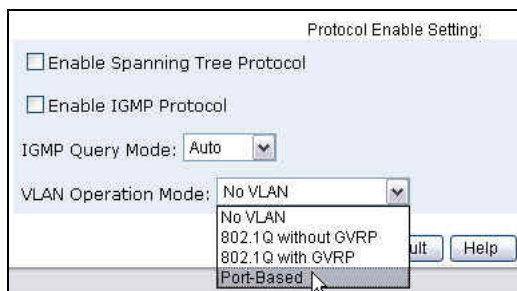 Protocol Enable Setting:
Enable Spanning Tree Protocol
Enable IGMP Protocol
IGMP Query Mode: Auto
VLAN Operation Mode: No VLAN
No VLAN
802.1Q without GVRP
802.1Q with GVRP
Port-Based
Help